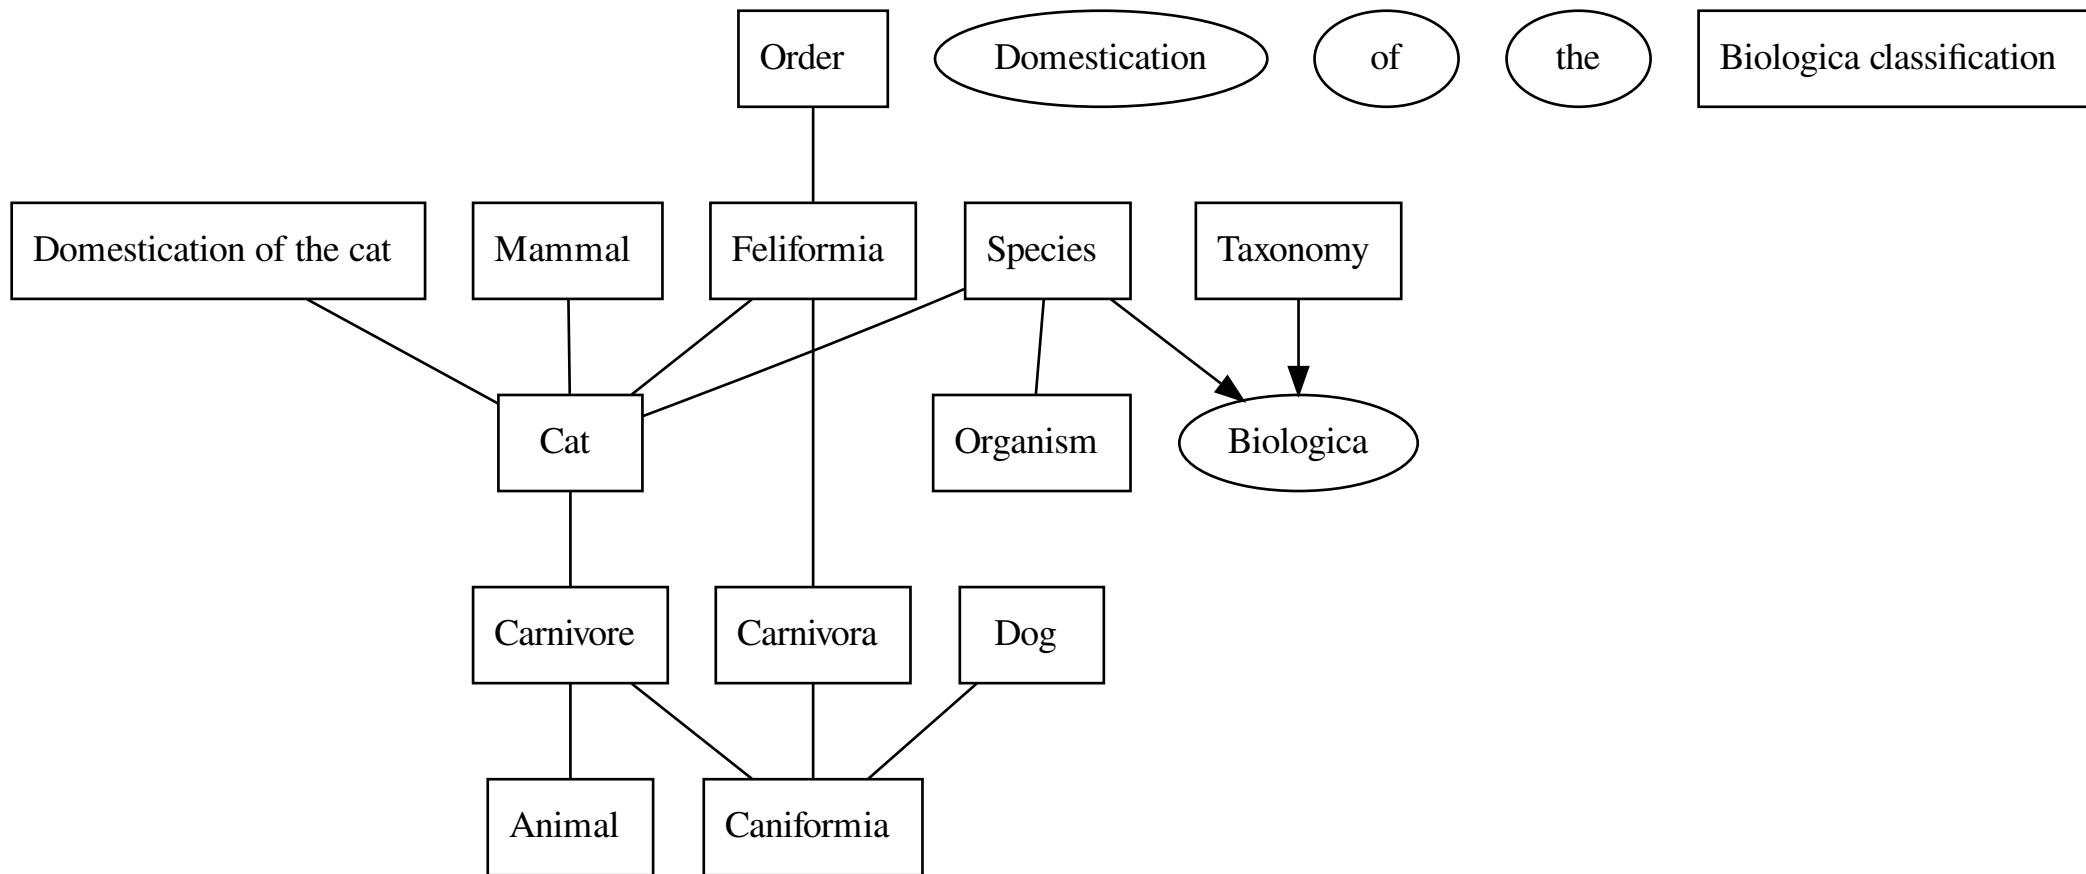 Order
Domestication
of
the
Biologica classification
Domestication of the cat
Mammal
Feliformia
Species
Taxonomy
Cat
Organism
Biologica
Carnivore
Carnivora
Dog
Animal
Caniformia